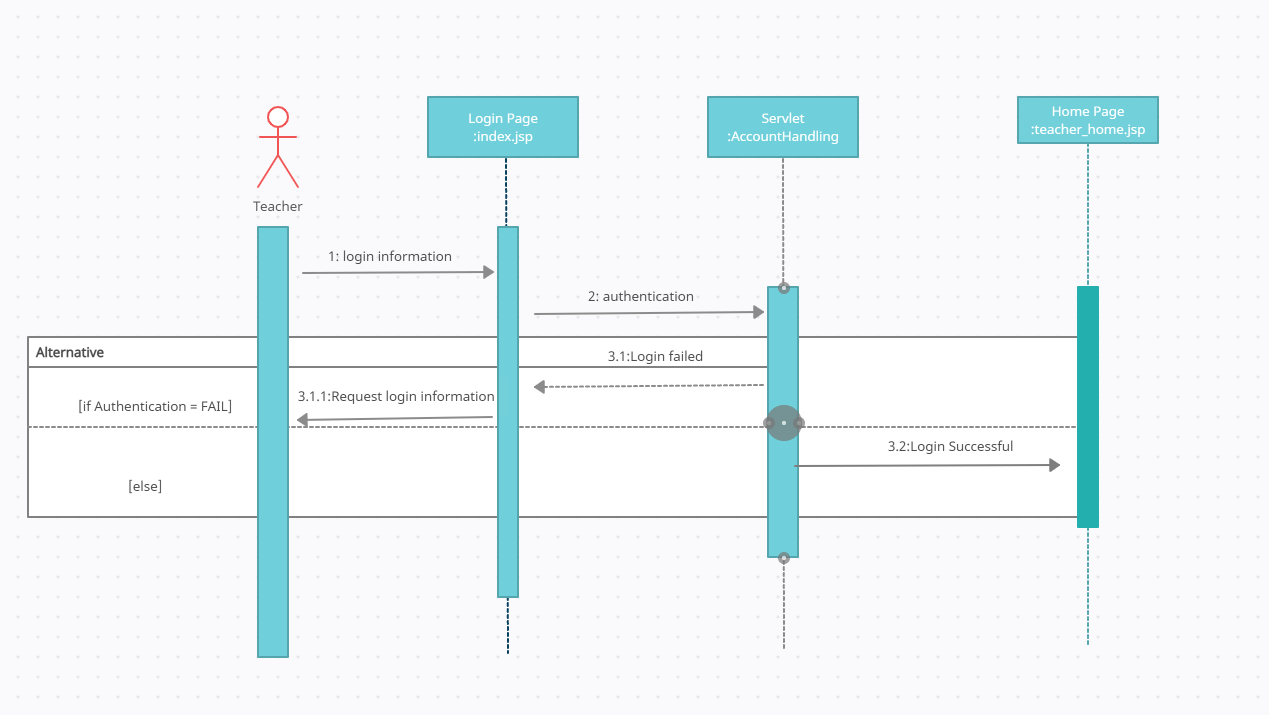 Login Page
:index.jsp
Servlet
:AccountHandling
Home Page
:teacher_home.jsp
Teacher
1: login information
2: authentication
Alternative
3.1:Login failed
3.1.1:Request login information
[if Authentication = FAIL]
3.2:Login Successful
[else]